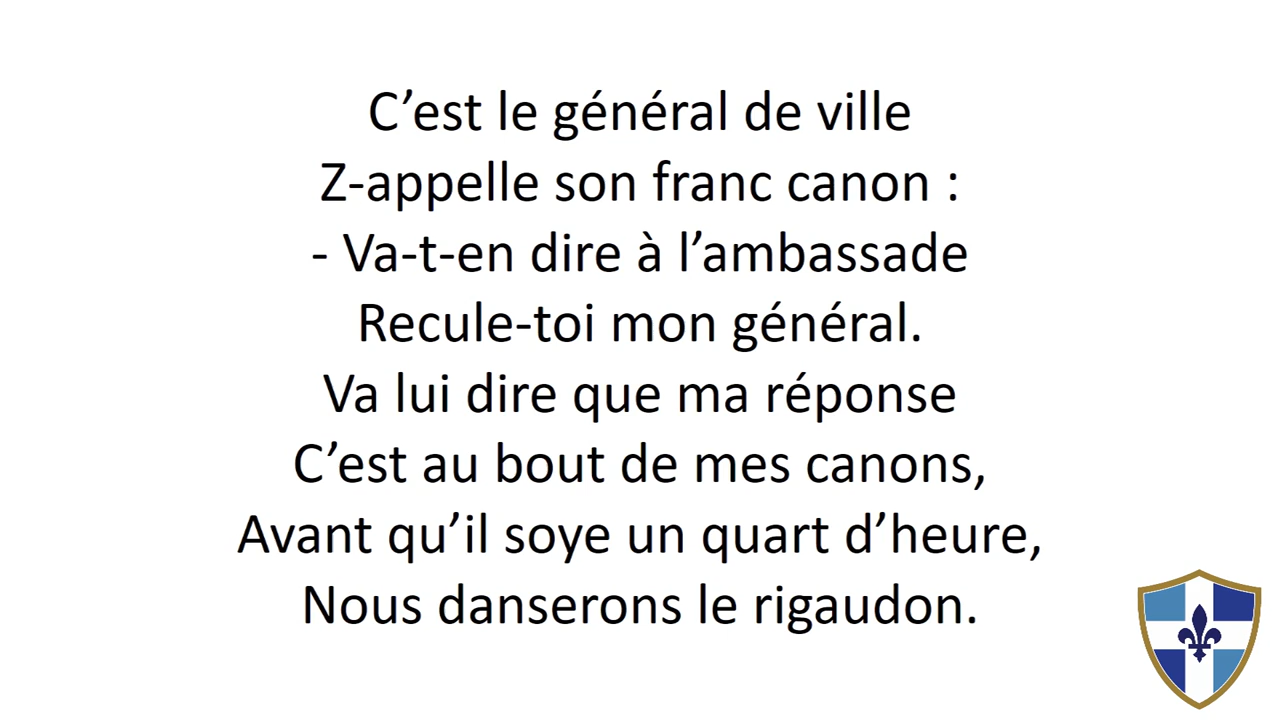 C’est le général de ville
Z-appelle son franc canon :
- Va-t-en dire à l’ambassade
Recule-toi mon général.
Va lui dire que ma réponse
C’est au bout de mes canons,
Avant qu’il soye un quart d’heure,
Nous danserons le rigaudon.